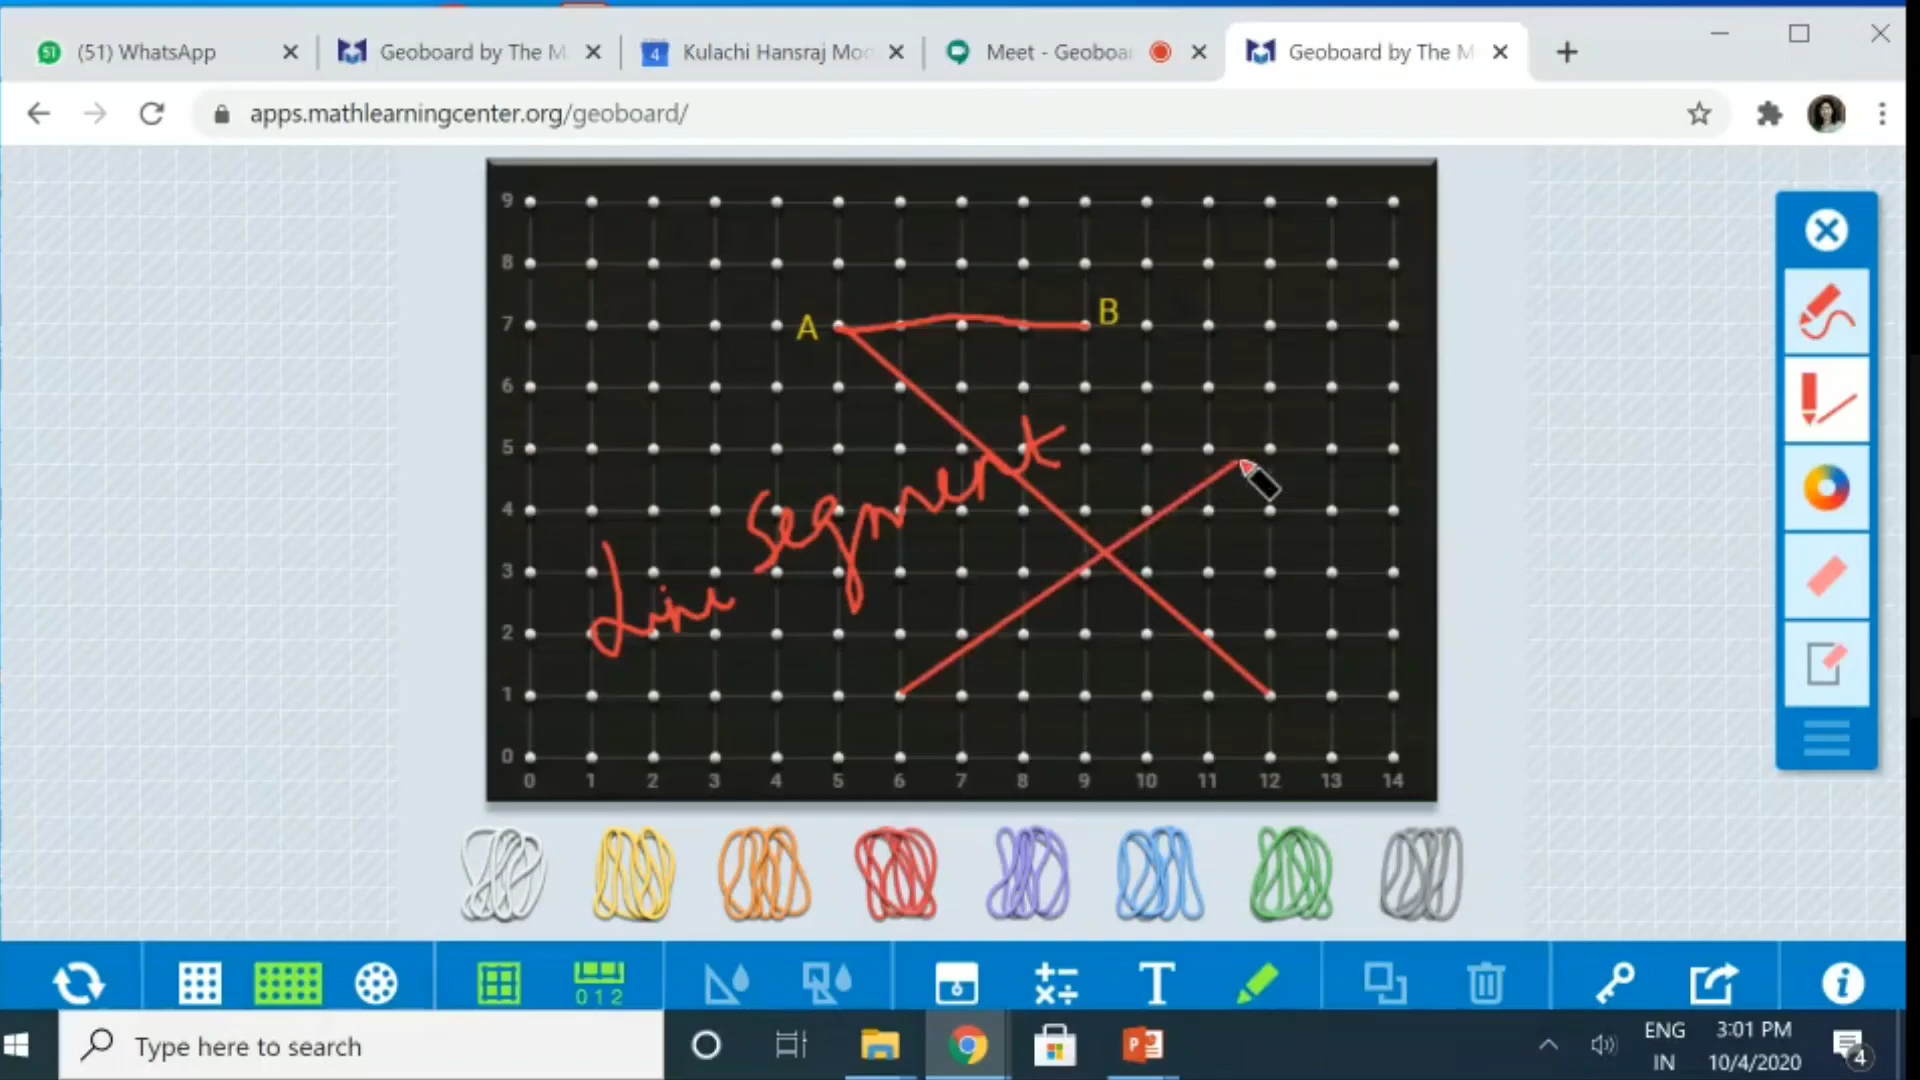 (51) WhatsApp
Geoboard by The M
Kulachi Hansraj Mo
Meet - Geoboar
Geoboard by The M
apps.mathlearningcenter.org/geoboard/
9
8
7
6
5
4
3
2
1
0
A
B
Line Segment
0 1 2 3 4 5 6 7 8 9 10 11 12 13 14
0 1 2
T
Type here to search
ENG
IN
3:01 PM
10/4/2020
4